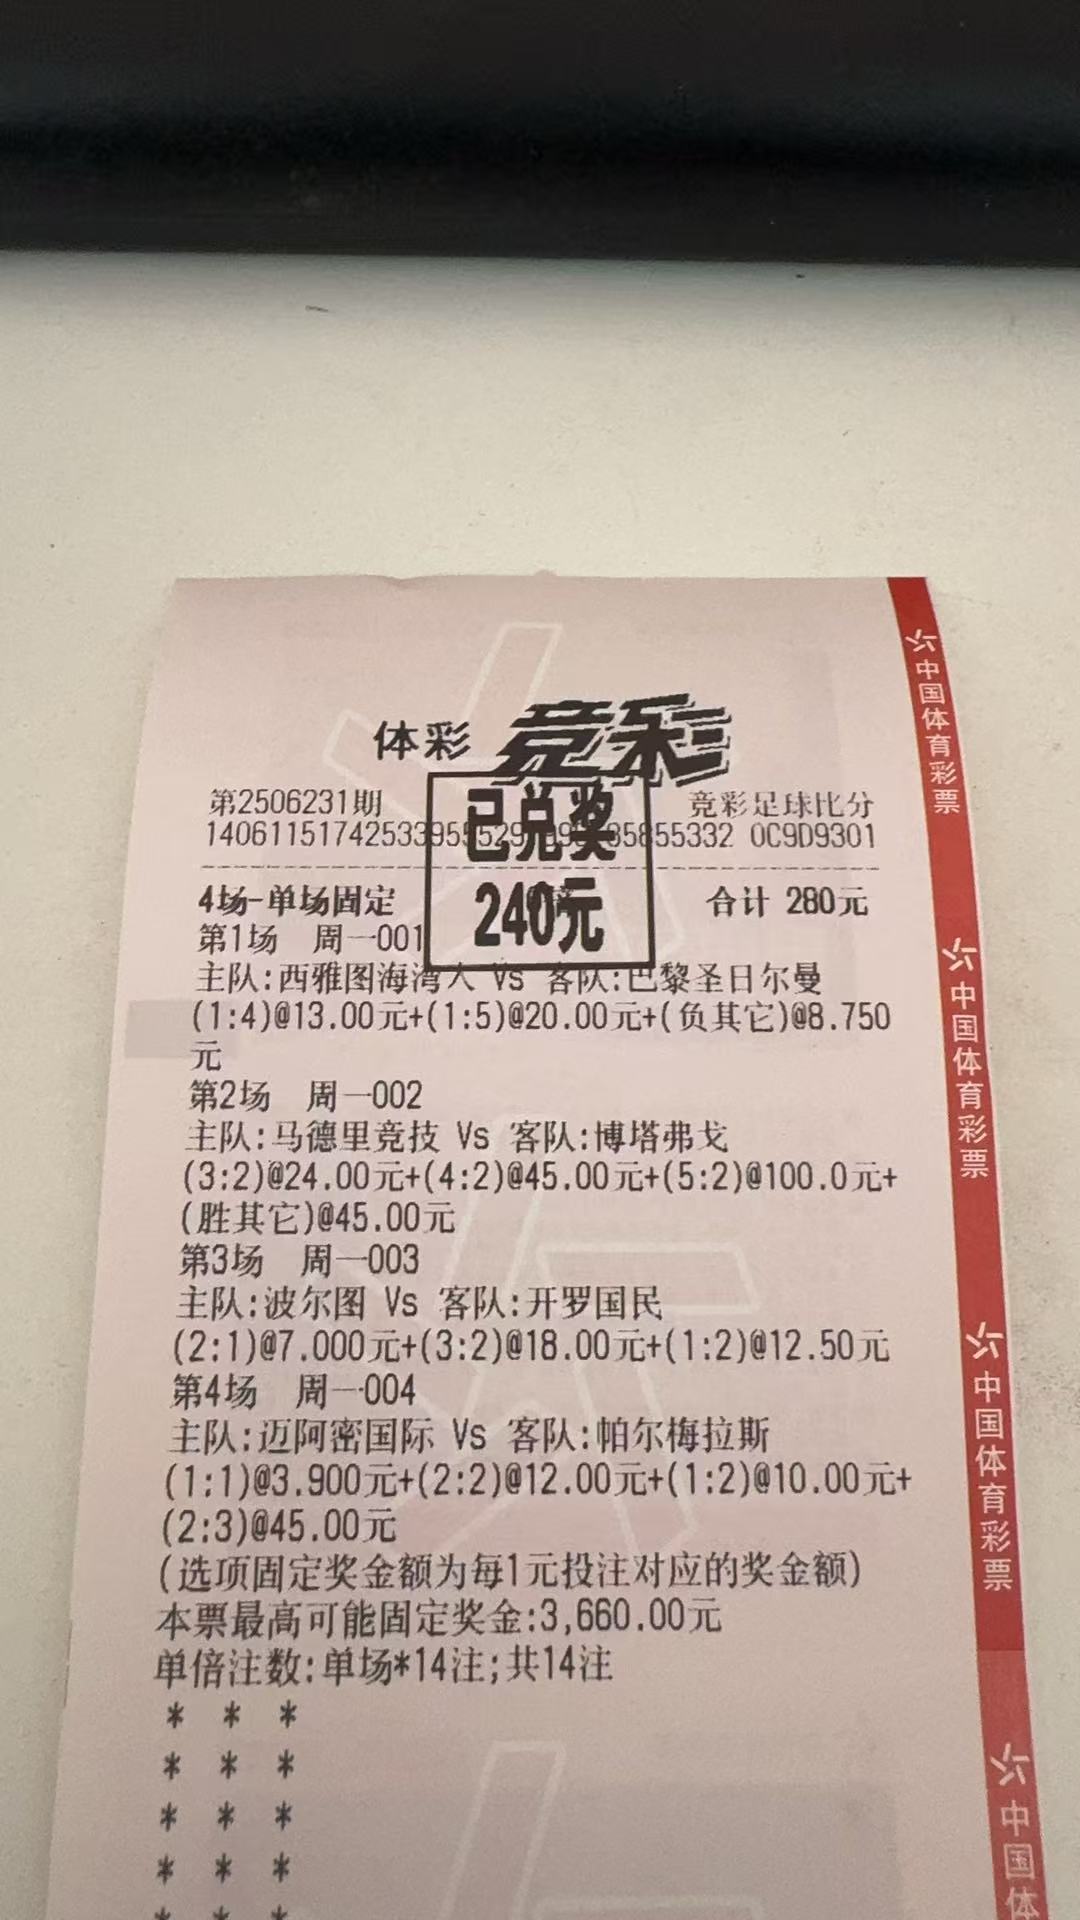 体彩 竞彩
第2506231期 已兑奖 竞彩足球比分
0C9D9301
4场-单场固定 240元 合计 280元
第1场 周一001
主队:西雅图海湾人 Vs 客队:巴黎圣日尔曼
(1:4)@13.00元+(1:5)@20.00元+(负其它)@8.750
元
第2场 周一002
主队:马德里竞技 Vs 客队:博塔弗戈
(3:2)@24.00元+(4:2)@45.00元+(5:2)@100.0元+
(胜其它)@45.00元
第3场 周一003
主队:波尔图 Vs 客队:开罗国民
(2:1)@7.000元+(3:2)@18.00元+(1:2)@12.50元
第4场 周一004
主队:迈阿密国际 Vs 客队:帕尔梅拉斯
(1:1)@3.900元+(2:2)@12.00元+(1:2)@10.00元+
(2:3)@45.00元
(选项固定奖金额为每1元投注对应的奖金额)
本票最高可能固定奖金:3,660.00元
单倍注数:单场*14注;共14注
* * *
* * *
* * *
* * *
* * *
中国体育彩票
中国体育彩票
中国体育彩票
中国体